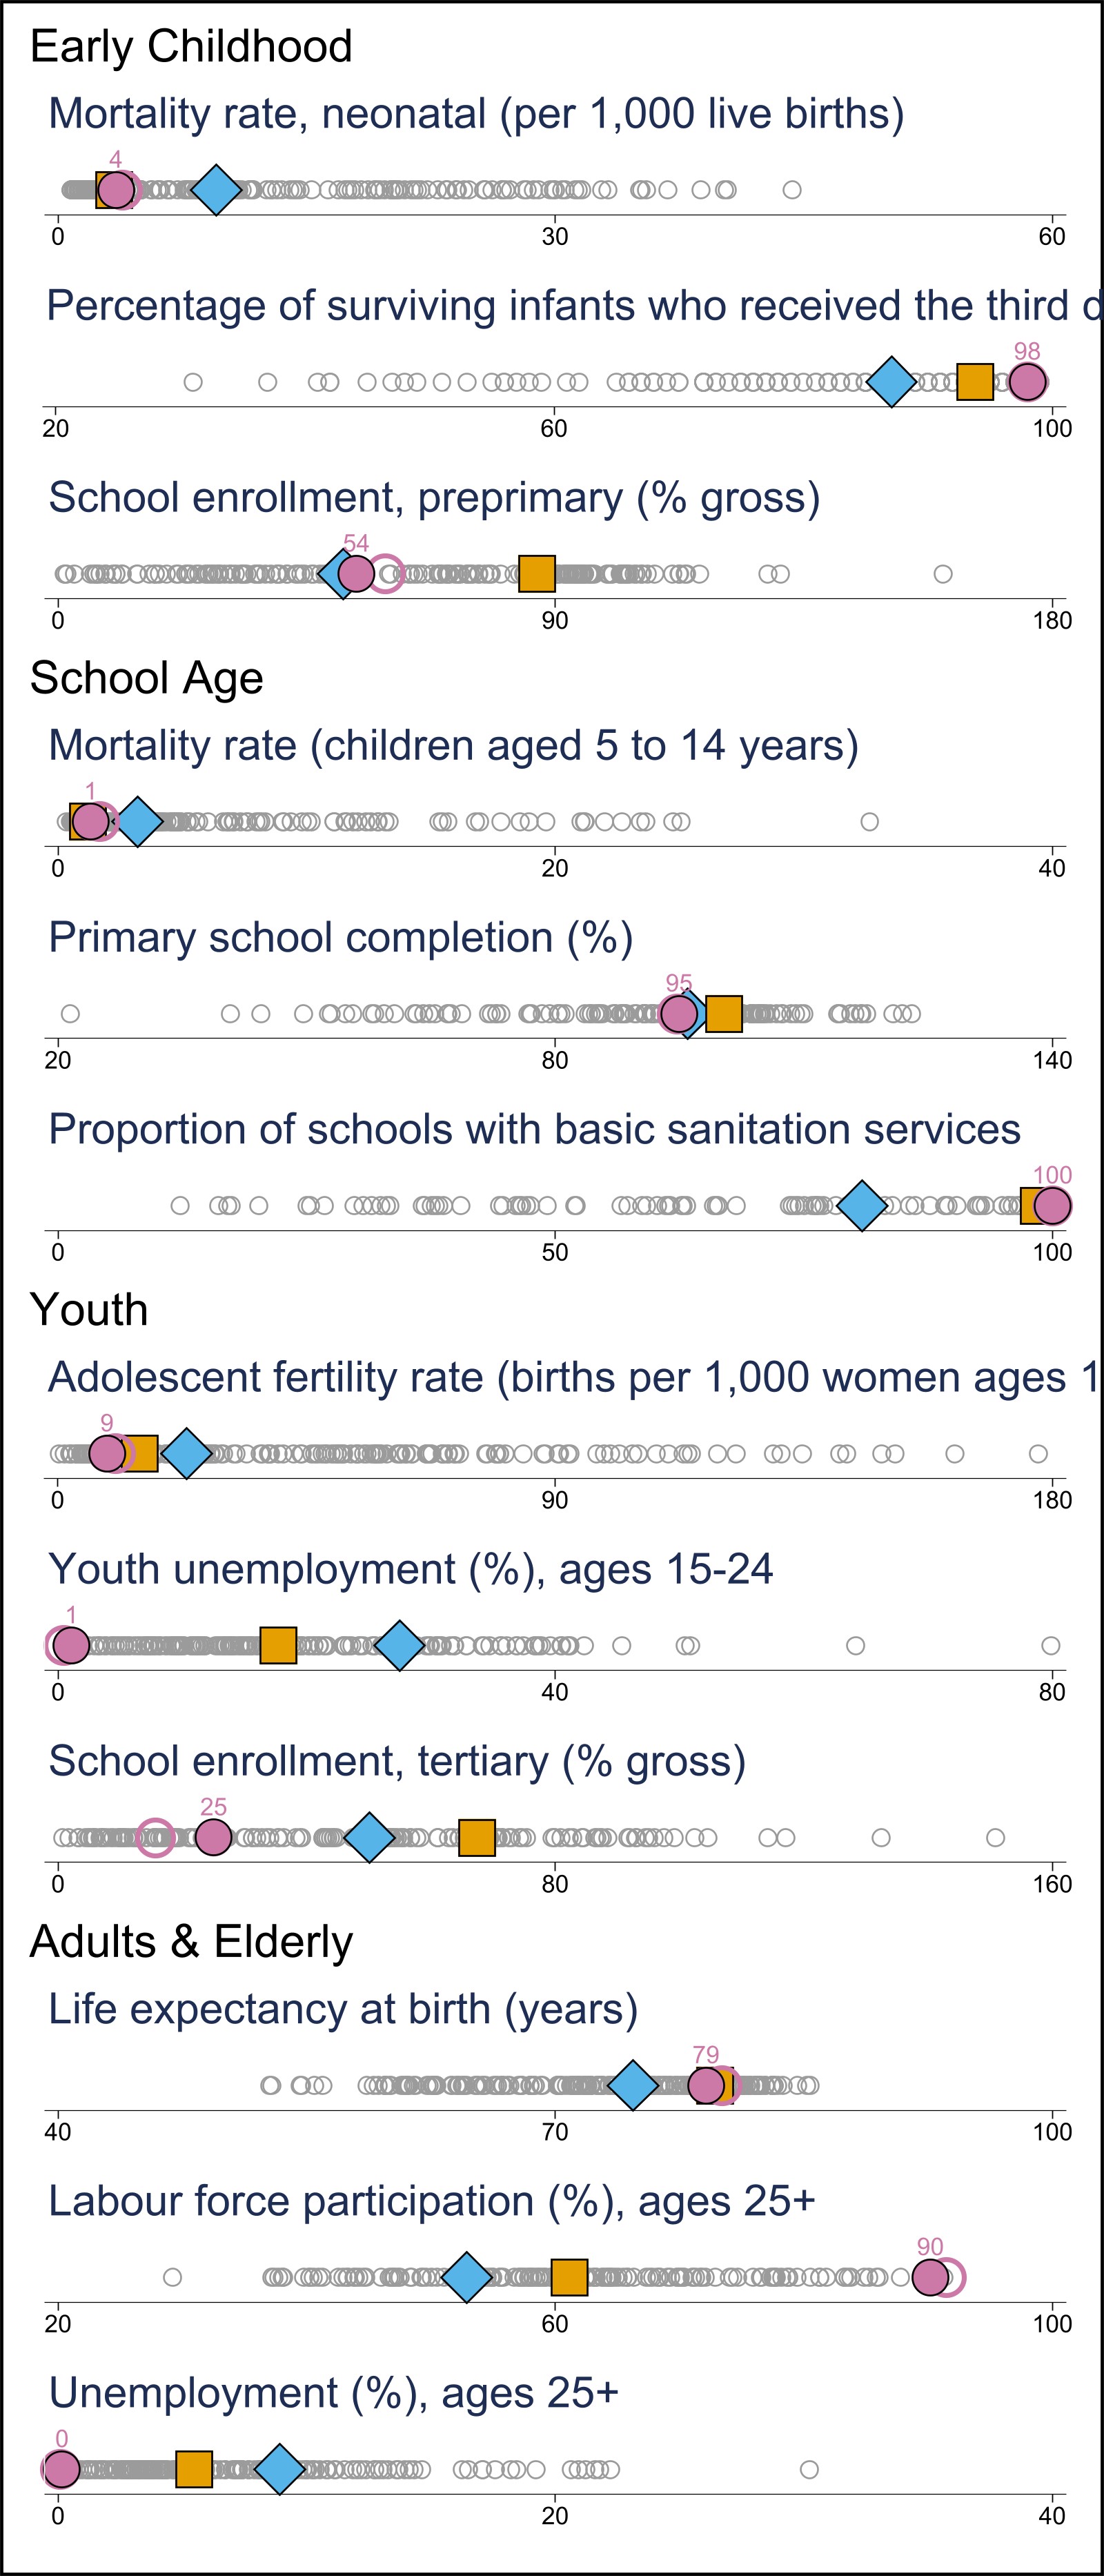 Early Childhood
Mortality rate, neonatal (per 1,000 live births)
4
0 30 60
Percentage of surviving infants who received the third d
98
20 60 100
School enrollment, preprimary (% gross)
54
0 90 180
School Age
Mortality rate (children aged 5 to 14 years)
1
0 20 40
Primary school completion (%)
95
20 80 140
Proportion of schools with basic sanitation services
100
0 50 100
Youth
Adolescent fertility rate (births per 1,000 women ages 1
9
0 90 180
Youth unemployment (%), ages 15-24
1
0 40 80
School enrollment, tertiary (% gross)
25
0 80 160
Adults & Elderly
Life expectancy at birth (years)
79
40 70 100
Labour force participation (%), ages 25+
90
20 60 100
Unemployment (%), ages 25+
0
0 20 40